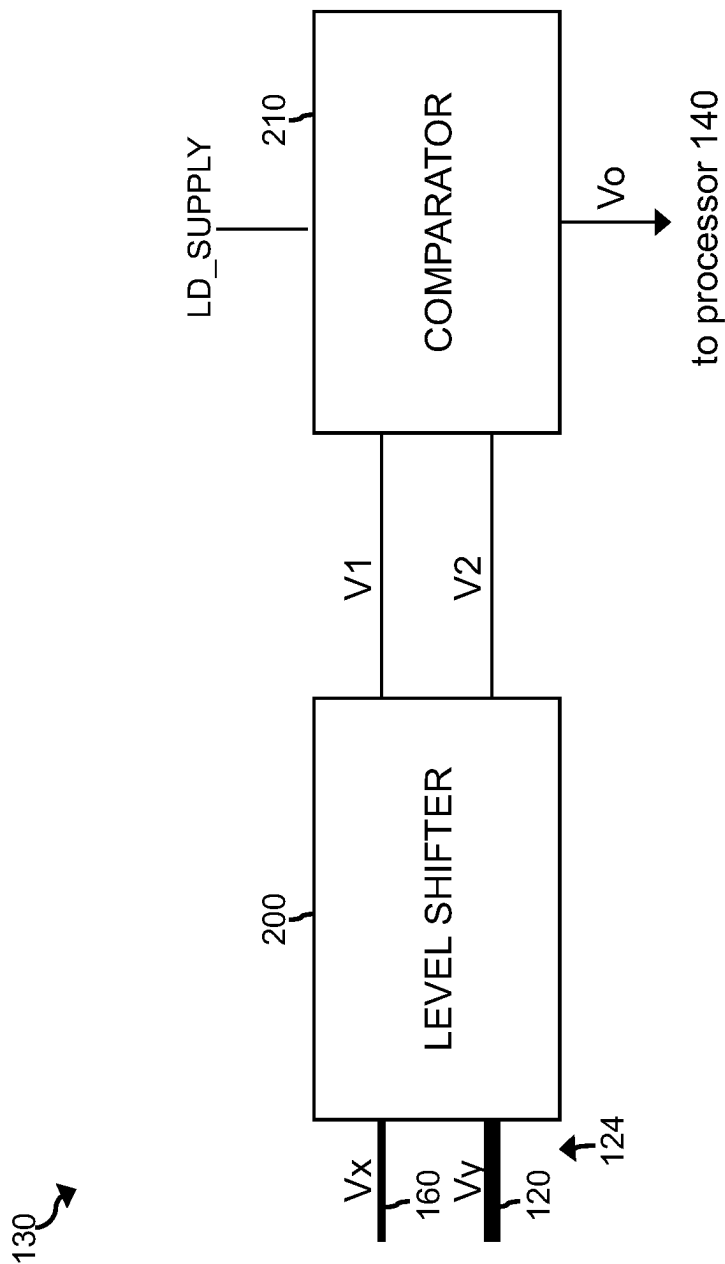 130
LD_SUPPLY
200
210
Vx
160
Vy
120
124
LEVEL SHIFTER
V1
V2
COMPARATOR
Vo
to processor 140